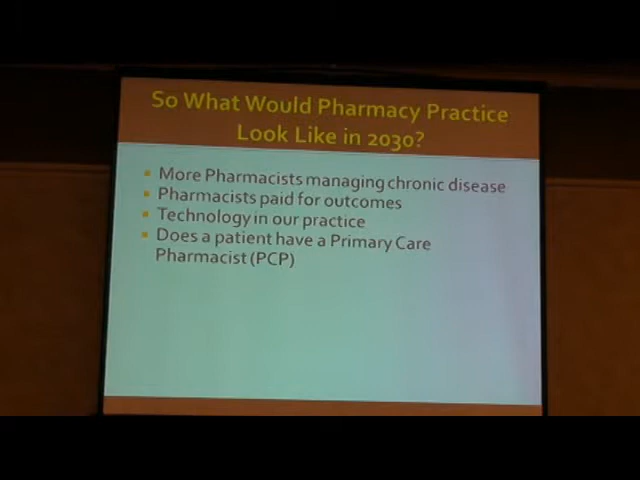 So What Would Pharmacy Practice
Look Like in 2030?
More Pharmacists managing chronic disease
Pharmacists paid for outcomes
Technology in our practice
Does a patient have a Primary Care
Pharmacist (PCP)